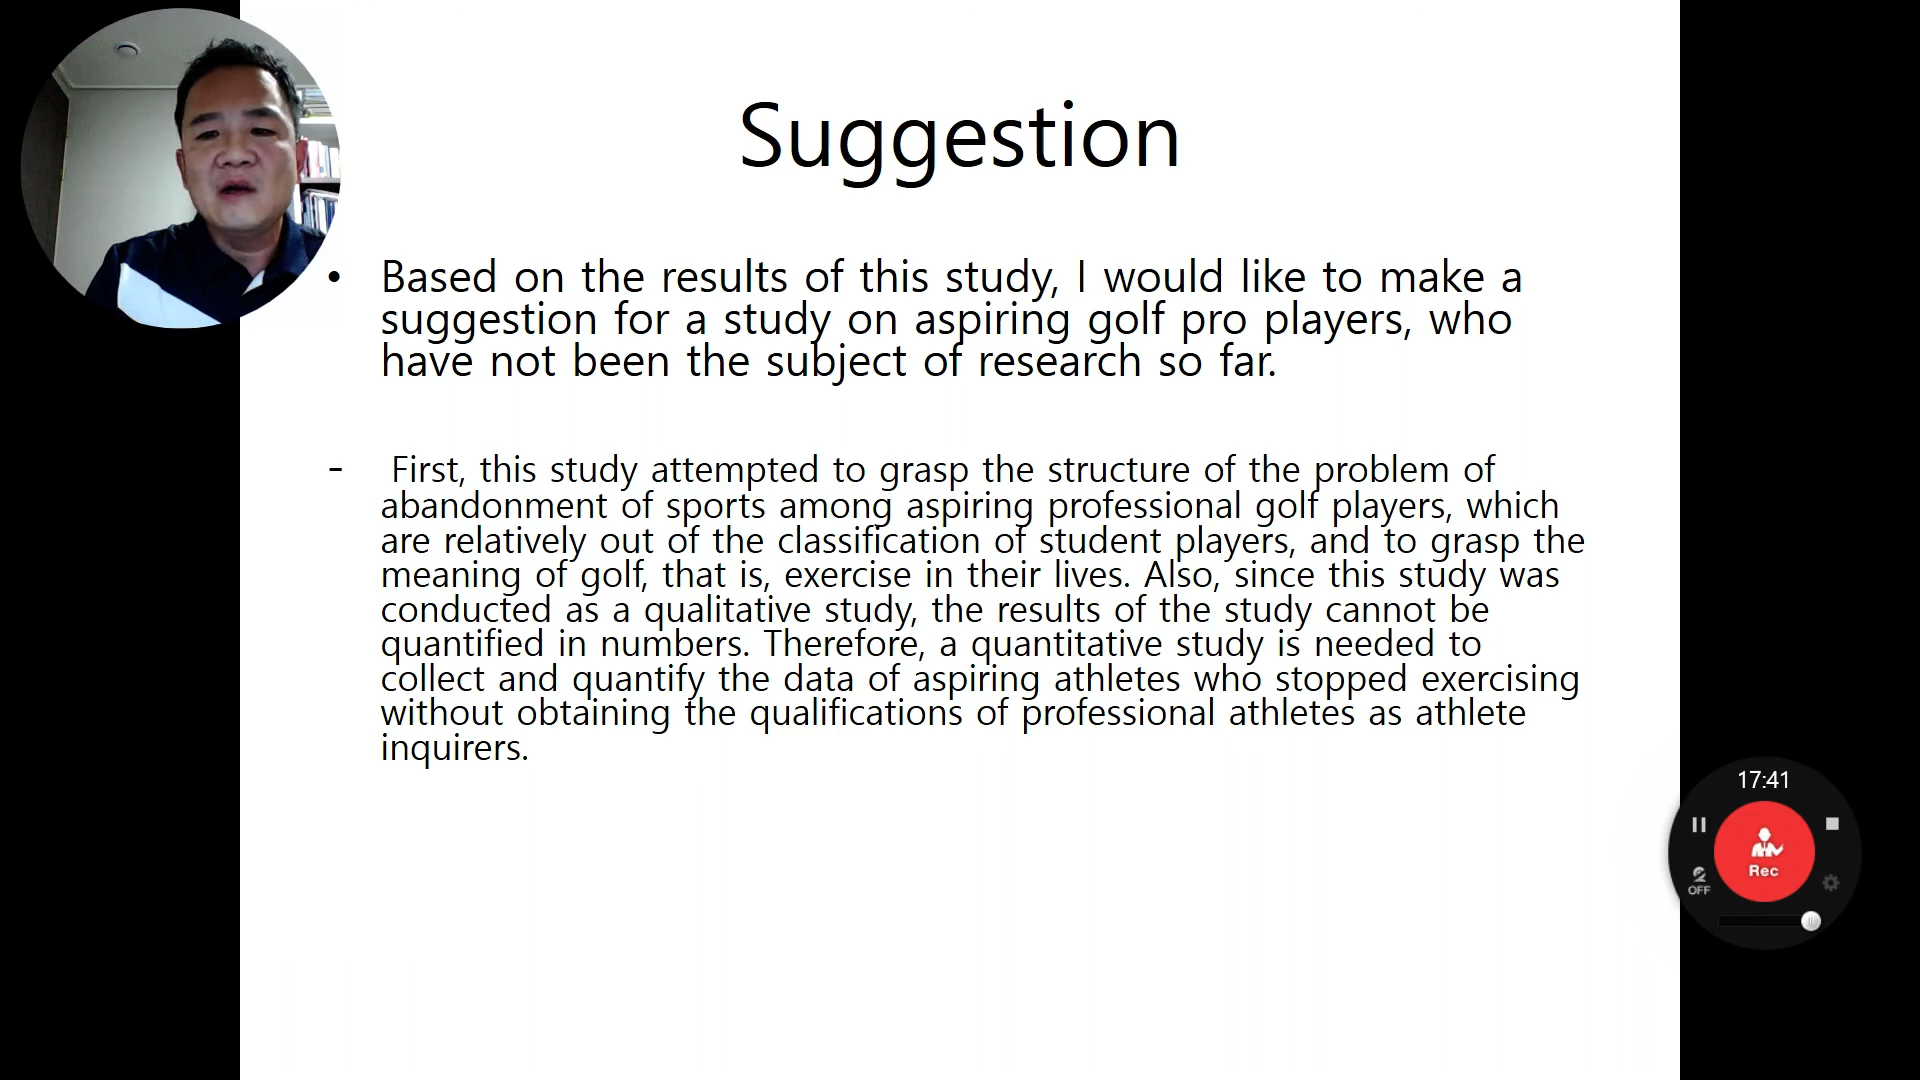 Suggestion
• Based on the results of this study, I would like to make a
suggestion for a study on aspiring golf pro players, who
have not been the subject of research so far.
- First, this study attempted to grasp the structure of the problem of
abandonment of sports among aspiring professional golf players, which
are relatively out of the classification of student players, and to grasp the
meaning of golf, that is, exercise in their lives. Also, since this study was
conducted as a qualitative study, the results of the study cannot be
quantified in numbers. Therefore, a quantitative study is needed to
collect and quantify the data of aspiring athletes who stopped exercising
without obtaining the qualifications of professional athletes as athlete
inquirers.
17:41
Rec
OFF